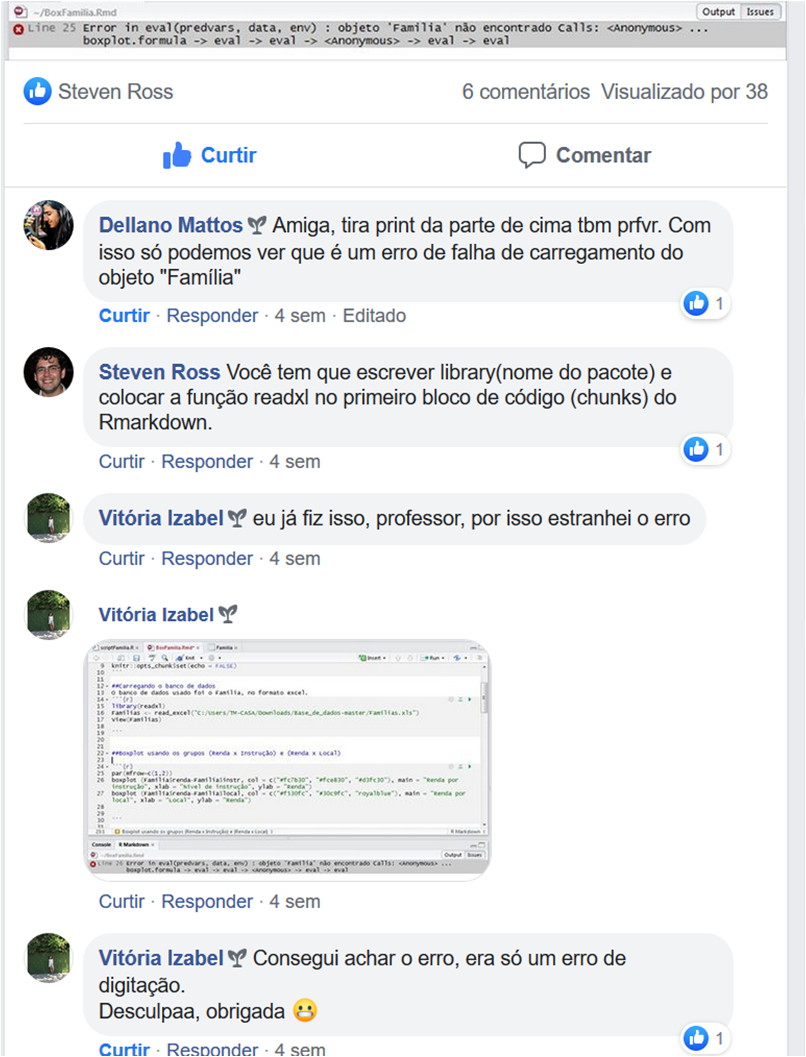 ~/BoxFamilia.Rmd Output Issues
Line 25 Error in eval(predvars, data, env) : objeto 'Familia' não encontrado Calls: <Anonymous> ...
boxplot.formula -> eval -> eval -> <Anonymous> -> eval -> eval
Steven Ross 6 comentários Visualizado por 38
Curtir Comentar
Dellano Mattos Amiga, tira print da parte de cima tbm prfvr. Com
isso só podemos ver que é um erro de falha de carregamento do
objeto "Família"
1
Curtir · Responder · 4 sem · Editado
Steven Ross Você tem que escrever library(nome do pacote) e
colocar a função readxl no primeiro bloco de código (chunks) do
Rmarkdown.
1
Curtir · Responder · 4 sem
Vitória Izabel eu já fiz isso, professor, por isso estranhei o erro
Curtir · Responder · 4 sem
Vitória Izabel
scriptFamilia.R BoxFamilia.Rmd* Familia
Knit Insert Run
9 knitr::opts_chunk$set(echo = FALSE)
10 ```
11
12 ##Carregando o banco de dados
13 O banco de dados usado foi o Familia, no formato excel.
14 ```{r}
15 library(readxl)
16 Familias <- read_excel("C:/Users/TM-CASA/Downloads/Base_de_dados-master/Familias.xls")
17 View(Familias)
18
19 ```
20
21
22 ##Boxplot usando os grupos (Renda x Instrução) e (Renda x Local)
23
24 ```{r}
25 par(mfrow=c(1,2))
26 boxplot (Familia$renda~Familia$instr, col = c("#fc7b30", "#fce830", "#d3fc30"), main = "Renda por
instrução", xlab = "Nível de instrução", ylab = "Renda")
27 boxplot (Familia$renda~Familia$local, col = c("#f530fc", "#30c9fc", "royalblue"), main = "Renda por
local", xlab = "Local", ylab = "Renda")
28
29
30 ```
Boxplot usando os grupos (Renda x Instrução) e (Renda x Local) R Markdown
Console R Markdown
~/BoxFamilia.Rmd Output Issues
Line 26 Error in eval(predvars, data, env) : objeto 'Familia' não encontrado Calls: <Anonymous> ...
boxplot.formula -> eval -> eval -> <Anonymous> -> eval -> eval
Curtir · Responder · 4 sem
Vitória Izabel Consegui achar o erro, era só um erro de
digitação.
Desculpaa, obrigada 😬
1
Curtir · Responder · 4 sem